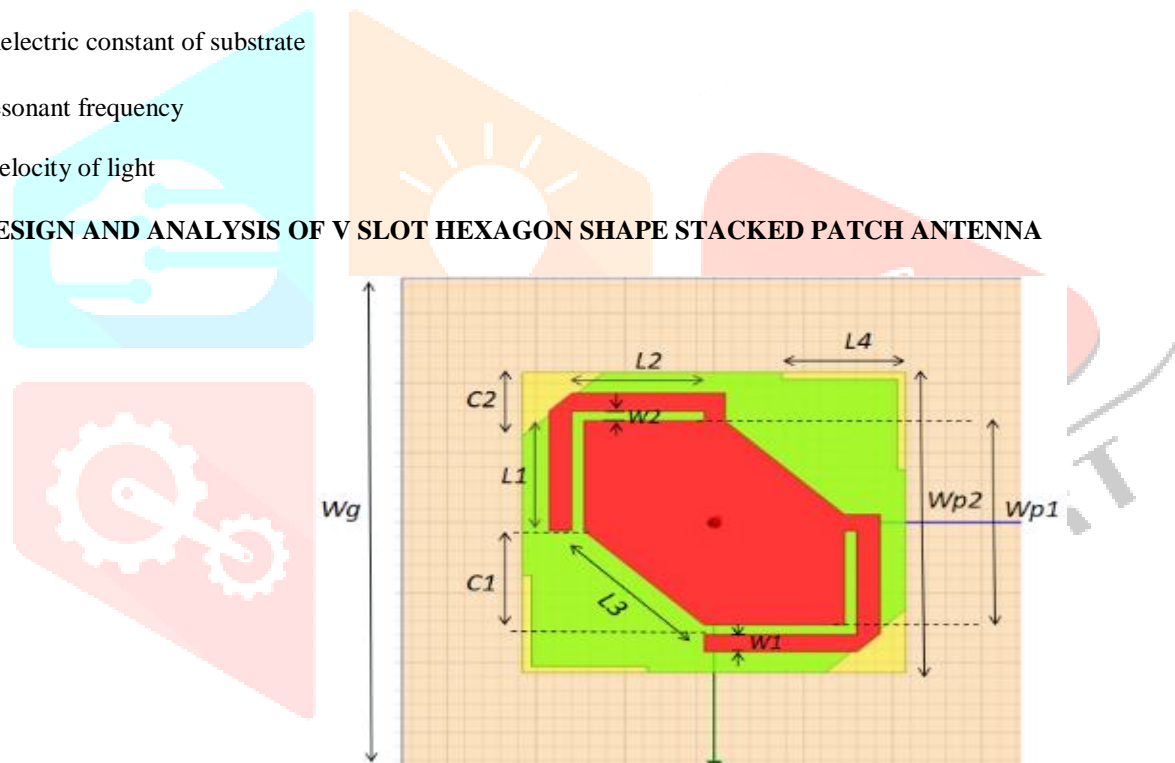 electric constant of substrate
esonant frequency
elocity of light
ESIGN AND ANALYSIS OF V SLOT HEXAGON SHAPE STACKED PATCH ANTENNA
L4
L2
C2
W2
L1
Wg
Wp2
Wp1
C1
L3
W1